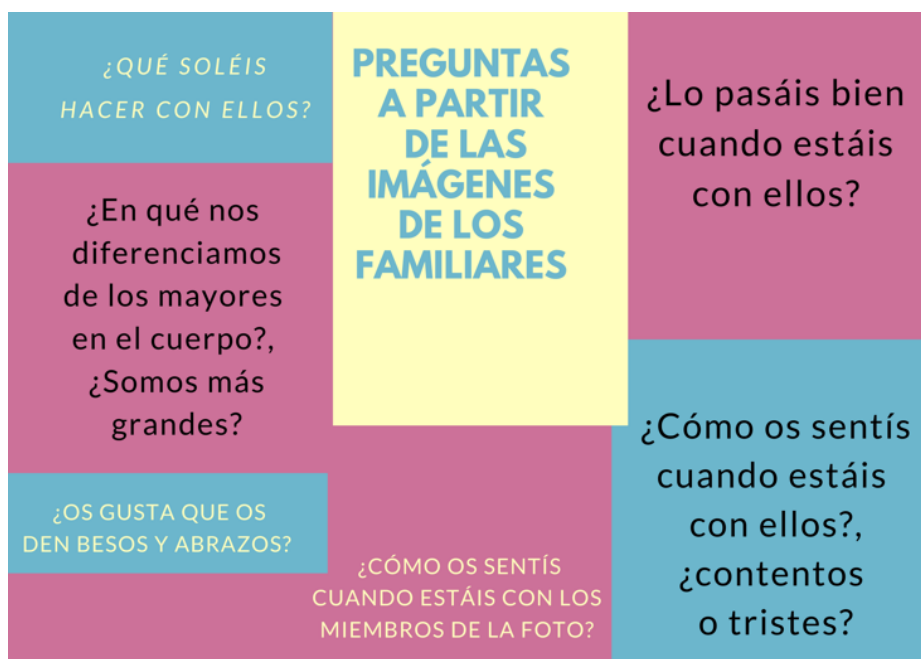 ¿QUÉ SOLÉIS
HACER CON ELLOS?
PREGUNTAS
A PARTIR
DE LAS
IMÁGENES
DE LOS
FAMILIARES
¿Lo pasáis bien
cuando estáis
con ellos?
¿En qué nos
diferenciamos
de los mayores
en el cuerpo?,
¿Somos más
grandes?
¿Cómo os sentís
cuando estáis
con ellos?,
¿contentos
o tristes?
¿OS GUSTA QUE OS
DEN BESOS Y ABRAZOS?
¿CÓMO OS SENTÍS
CUANDO ESTÁIS CON LOS
MIEMBROS DE LA FOTO?